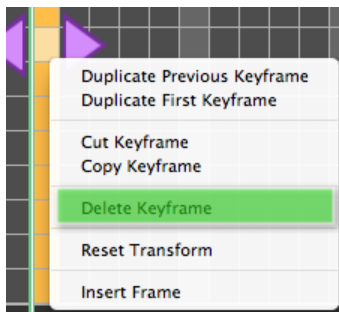 Duplicate Previous Keyframe
Duplicate First Keyframe
Cut Keyframe
Copy Keyframe
Delete Keyframe
Reset Transform
Insert Frame